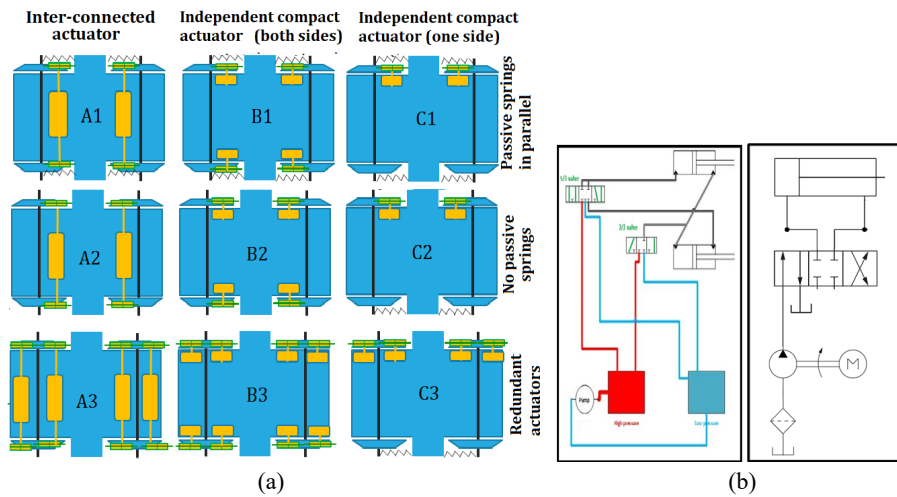 Inter-connected
actuator
Independent compact
actuator (both sides)
Independent compact
actuator (one side)
A1
B1
C1
Passive springs
in parallel
A2
B2
C2
No passive
springs
A3
B3
C3
Redundant
actuators
5/3 valve
3/3 valve
Pump
High pressure
Low pressure
M
(a)
(b)